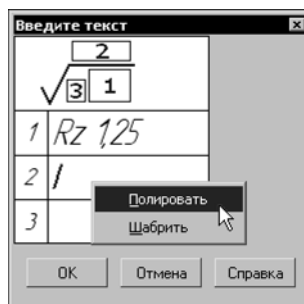 Введите текст
2
3 1
1 Rz 1,25
2
Полировать
3
Шабрить
OK Отмена Справка